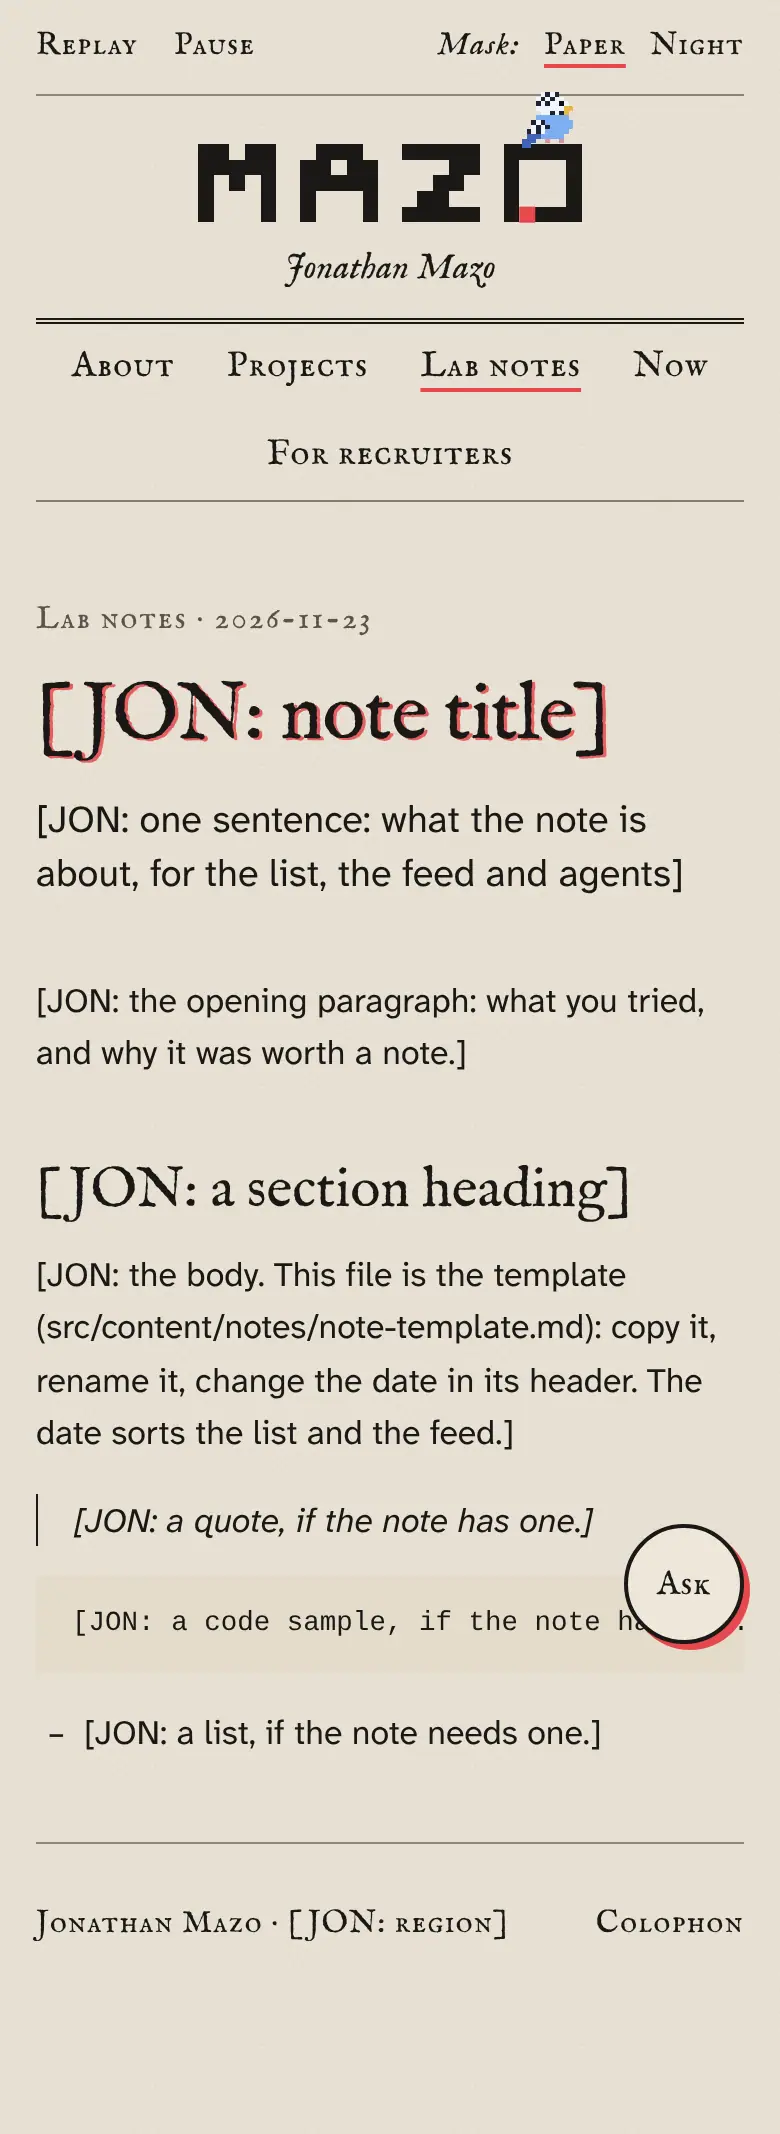 Replay Pause Mask: Paper Night
MAZO
Jonathan Mazo
About Projects Lab notes Now
For recruiters
Lab notes · 2026-11-23
[JON: note title]
[JON: one sentence: what the note is
about, for the list, the feed and agents]
[JON: the opening paragraph: what you tried,
and why it was worth a note.]
[JON: a section heading]
[JON: the body. This file is the template
(src/content/notes/note-template.md): copy it,
rename it, change the date in its header. The
date sorts the list and the feed.]
[JON: a quote, if the note has one.]
Ask
[JON: a code sample, if the note
– [JON: a list, if the note needs one.]
Jonathan Mazo · [JON: region] Colophon